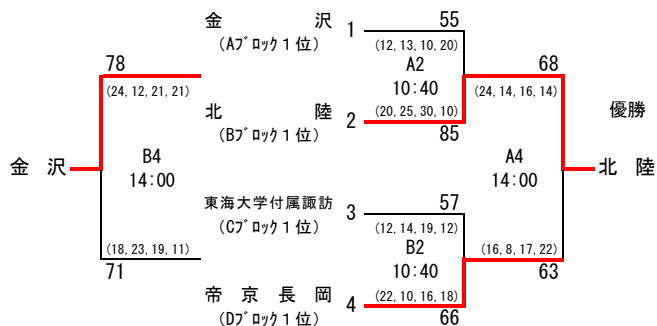 金 沢 1 55
(Aブロック1位) (12, 13, 10, 20)
78 A2 68
(24, 12, 21, 21) 10:40 (24, 14, 16, 14)
北 陸 2 (20, 25, 30, 10) 優勝
(Bブロック1位) 85
金 沢 B4 14:00 A4 14:00 北 陸
東海大学付属諏訪 3 57
(Cブロック1位) (12, 14, 19, 12)
(18, 23, 19, 11) B2 (16, 8, 17, 22)
71 10:40 63
帝 京 長 岡 4 (22, 10, 16, 18)
(Dブロック1位) 66